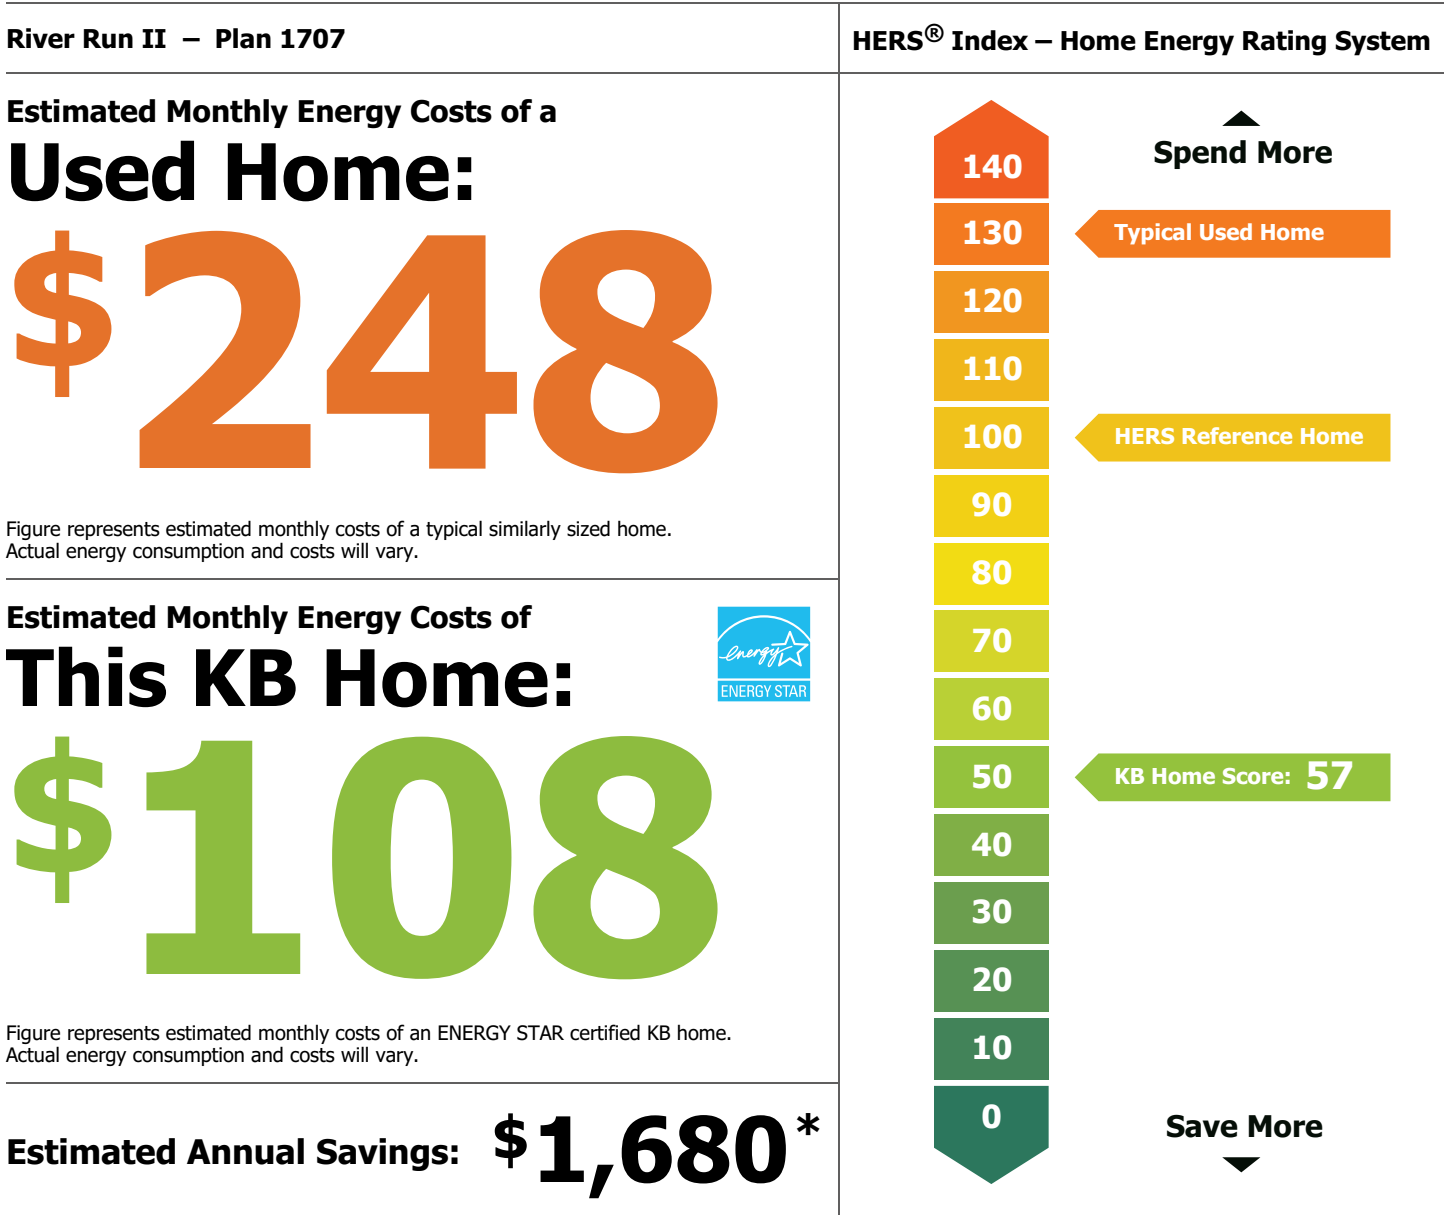 River Run II – Plan 1707
Estimated Monthly Energy Costs of a
Used Home:
$248
Figure represents estimated monthly costs of a typical similarly sized home.
Actual energy consumption and costs will vary.
Estimated Monthly Energy Costs of
This KB Home:
energy
ENERGY STAR
$108
Figure represents estimated monthly costs of an ENERGY STAR certified KB home.
Actual energy consumption and costs will vary.
Estimated Annual Savings: $1,680*
HERS® Index – Home Energy Rating System
Spend More
140
130 Typical Used Home
120
110
100 HERS Reference Home
90
80
70
60
50 KB Home Score: 57
40
30
20
10
0
Save More